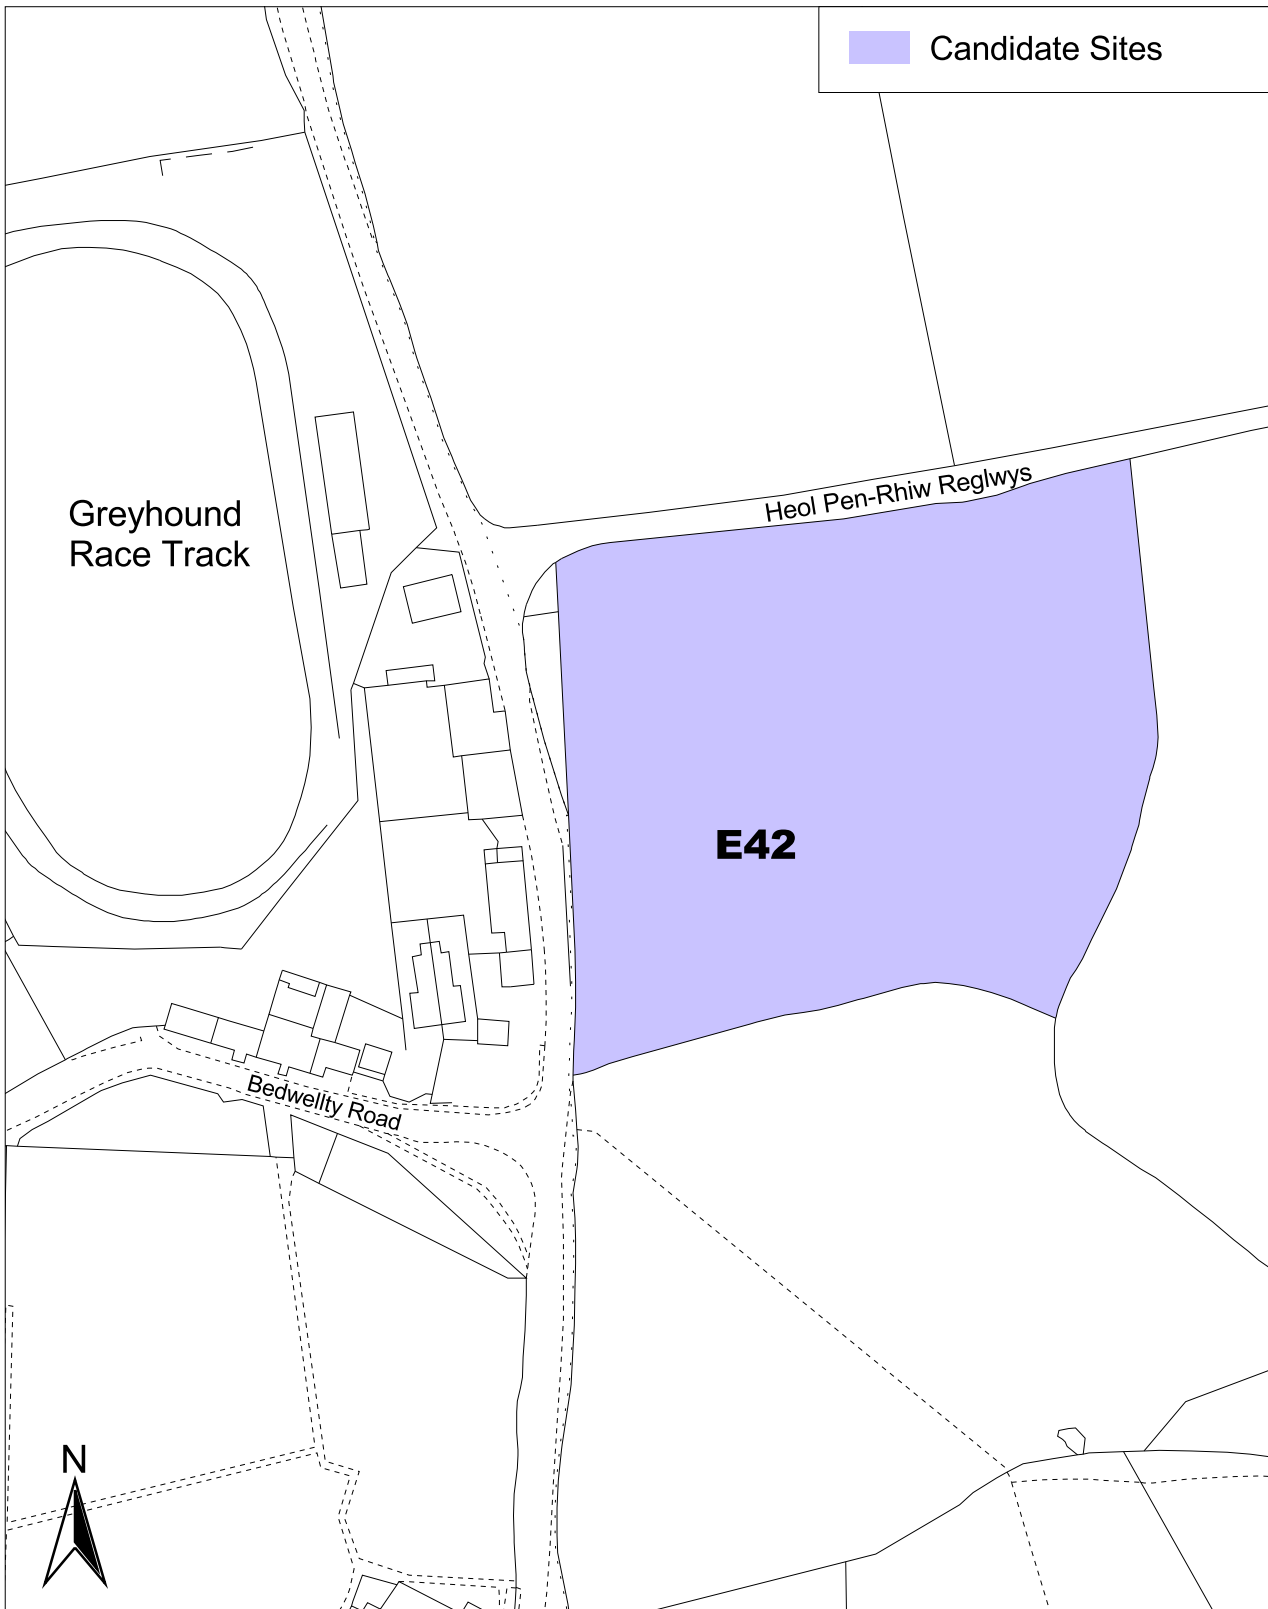 Candidate Sites
Heol Pen-Rhiw Reglwys
Greyhound
Race Track
E42
Bedwellty Road
N